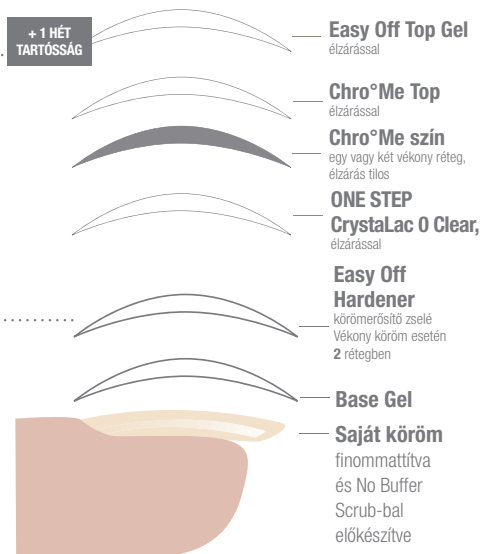 + 1 HÉT
TARTÓSSÁG
Easy Off Top Gel
élzárással
Chro°Me Top
élzárással
Chro°Me szín
egy vagy két vékony réteg,
élzárás tilos
ONE STEP
CrystaLac 0 Clear,
élzárással
Easy Off
Hardener
körömerősítő zselé
Vékony köröm esetén
2 rétegben
Base Gel
Saját köröm
finommattítva
és No Buffer
Scrub-bal
előkészítve